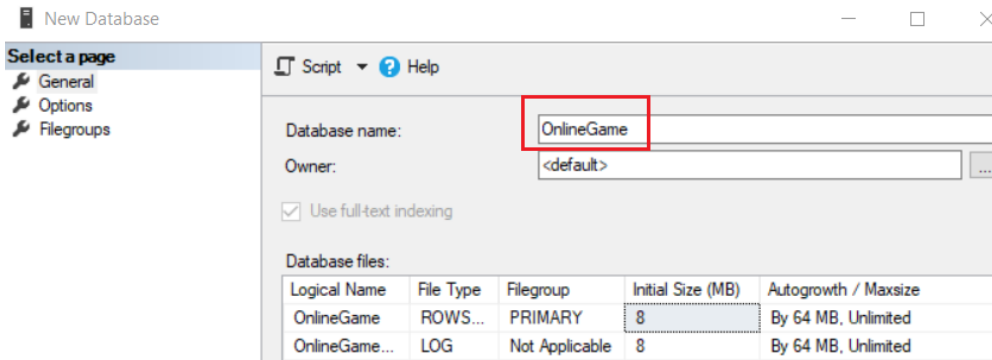 New Database
Select a page
General
Options
Filegroups
Script Help
Database name: OnlineGame
Owner: <default> ...
Use full-text indexing
Database files:
Logical Name File Type Filegroup Initial Size (MB) Autogrowth / Maxsize
OnlineGame ROWS... PRIMARY 8 By 64 MB, Unlimited
OnlineGame... LOG Not Applicable 8 By 64 MB, Unlimited